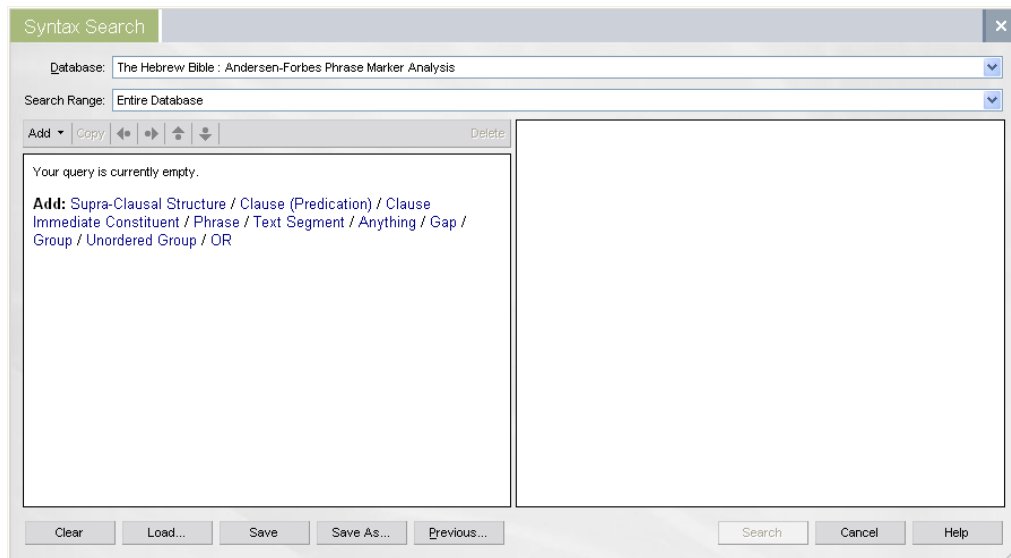 Syntax Search
Database: The Hebrew Bible : Andersen-Forbes Phrase Marker Analysis
Search Range: Entire Database
Add Copy Delete
Your query is currently empty.
Add: Supra-Clausal Structure / Clause (Predication) / Clause
Immediate Constituent / Phrase / Text Segment / Anything / Gap /
Group / Unordered Group / OR
Clear Load... Save Save As... Previous... Search Cancel Help